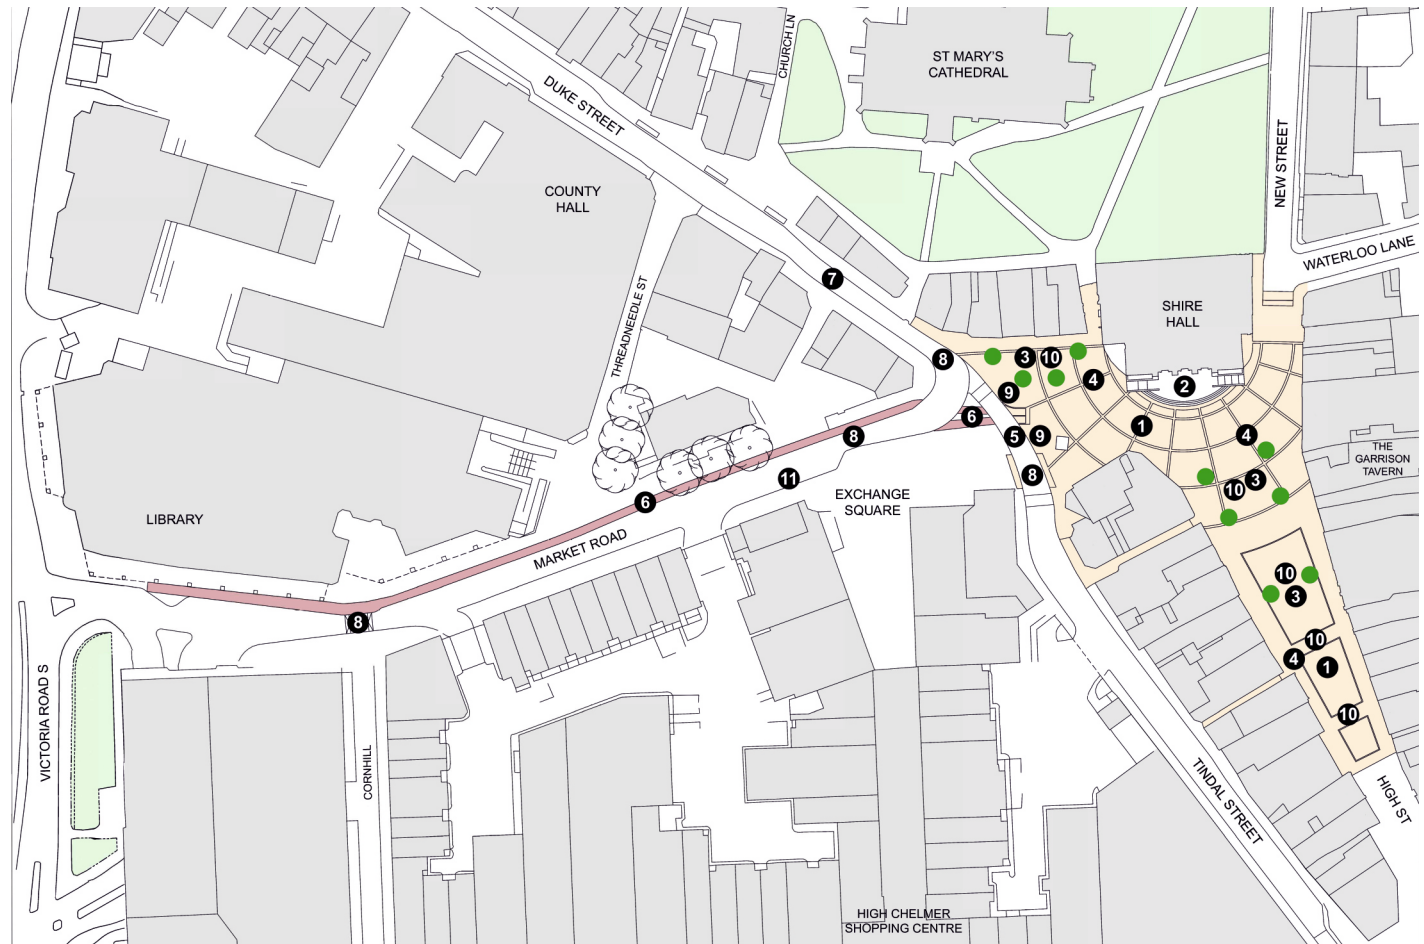 ST MARY'S
CATHEDRAL
CHURCH LN
DUKE STREET
NEW STREET
COUNTY
HALL
WATERLOO LANE
7
THREADNEEDLE ST
SHIRE
HALL
8
3
10
4
2
9
6
1
5
9
4
8
8
THE
GARRISON
TAVERN
11
10
3
6
EXCHANGE
SQUARE
LIBRARY
MARKET ROAD
10
3
8
10
4
1
VICTORIA ROAD S
10
CORNHILL
TINDAL STREET
HIGH ST
HIGH CHELMER
SHOPPING CENTRE